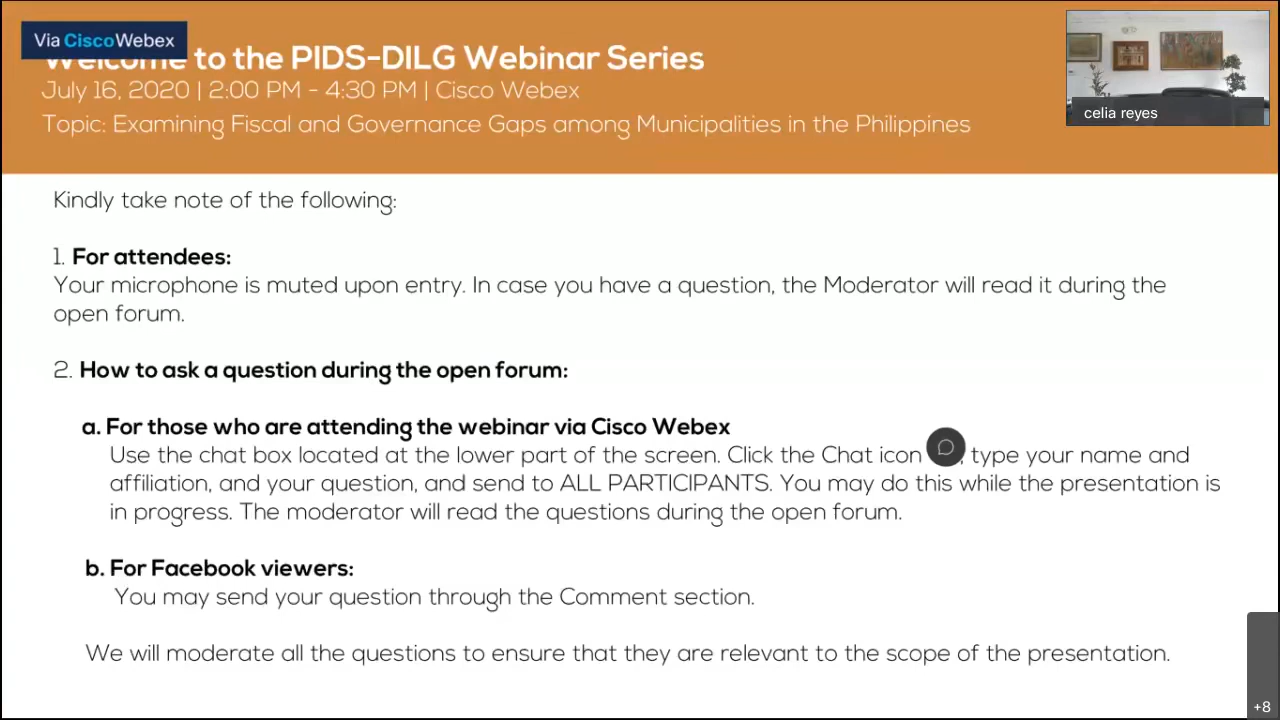 Via Cisco Webex
Welcome to the PIDS-DILG Webinar Series
July 16, 2020 | 2:00 PM - 4:30 PM | Cisco Webex
Topic: Examining Fiscal and Governance Gaps among Municipalities in the Philippines
celia reyes
Kindly take note of the following:
1. For attendees:
Your microphone is muted upon entry. In case you have a question, the Moderator will read it during the
open forum.
2. How to ask a question during the open forum:
a. For those who are attending the webinar via Cisco Webex
Use the chat box located at the lower part of the screen. Click the Chat icon , type your name and
affiliation, and your question, and send to ALL PARTICIPANTS. You may do this while the presentation is
in progress. The moderator will read the questions during the open forum.
b. For Facebook viewers:
You may send your question through the Comment section.
We will moderate all the questions to ensure that they are relevant to the scope of the presentation.
+8